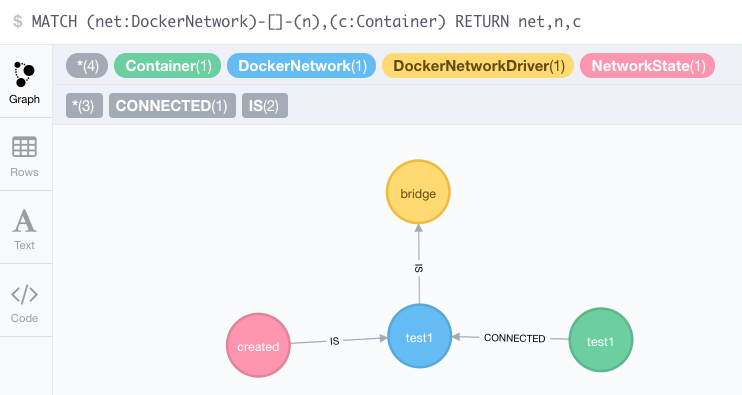 $ MATCH (net:DockerNetwork)-[]-(n),(c:Container) RETURN net,n,c
*(4) Container(1) DockerNetwork(1) DockerNetworkDriver(1) NetworkState(1)
Graph
*(3) CONNECTED(1) IS(2)
Rows
bridge
Text
IS
Code
created IS test1 CONNECTED test1